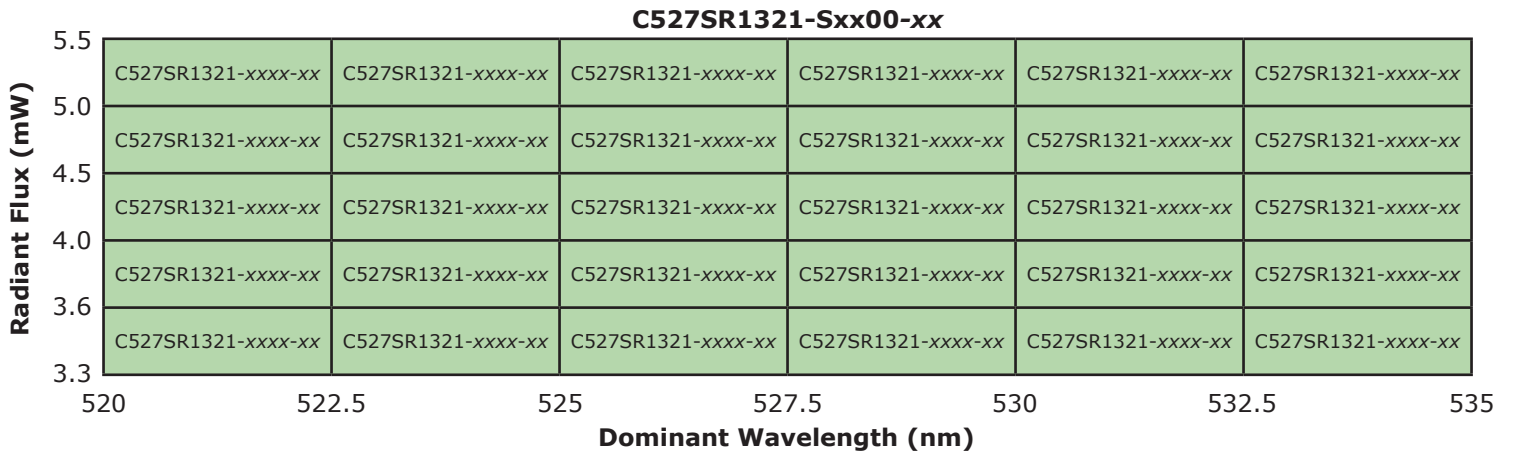 C527SR1321-Sxx00-xx
5.5
C527SR1321-xxxx-xx C527SR1321-xxxx-xx C527SR1321-xxxx-xx C527SR1321-xxxx-xx C527SR1321-xxxx-xx C527SR1321-xxxx-xx
5.0
C527SR1321-xxxx-xx C527SR1321-xxxx-xx C527SR1321-xxxx-xx C527SR1321-xxxx-xx C527SR1321-xxxx-xx C527SR1321-xxxx-xx
4.5
C527SR1321-xxxx-xx C527SR1321-xxxx-xx C527SR1321-xxxx-xx C527SR1321-xxxx-xx C527SR1321-xxxx-xx C527SR1321-xxxx-xx
4.0
C527SR1321-xxxx-xx C527SR1321-xxxx-xx C527SR1321-xxxx-xx C527SR1321-xxxx-xx C527SR1321-xxxx-xx C527SR1321-xxxx-xx
3.6
C527SR1321-xxxx-xx C527SR1321-xxxx-xx C527SR1321-xxxx-xx C527SR1321-xxxx-xx C527SR1321-xxxx-xx C527SR1321-xxxx-xx
3.3
Radiant Flux (mW)
520 522.5 525 527.5 530 532.5 535
Dominant Wavelength (nm)